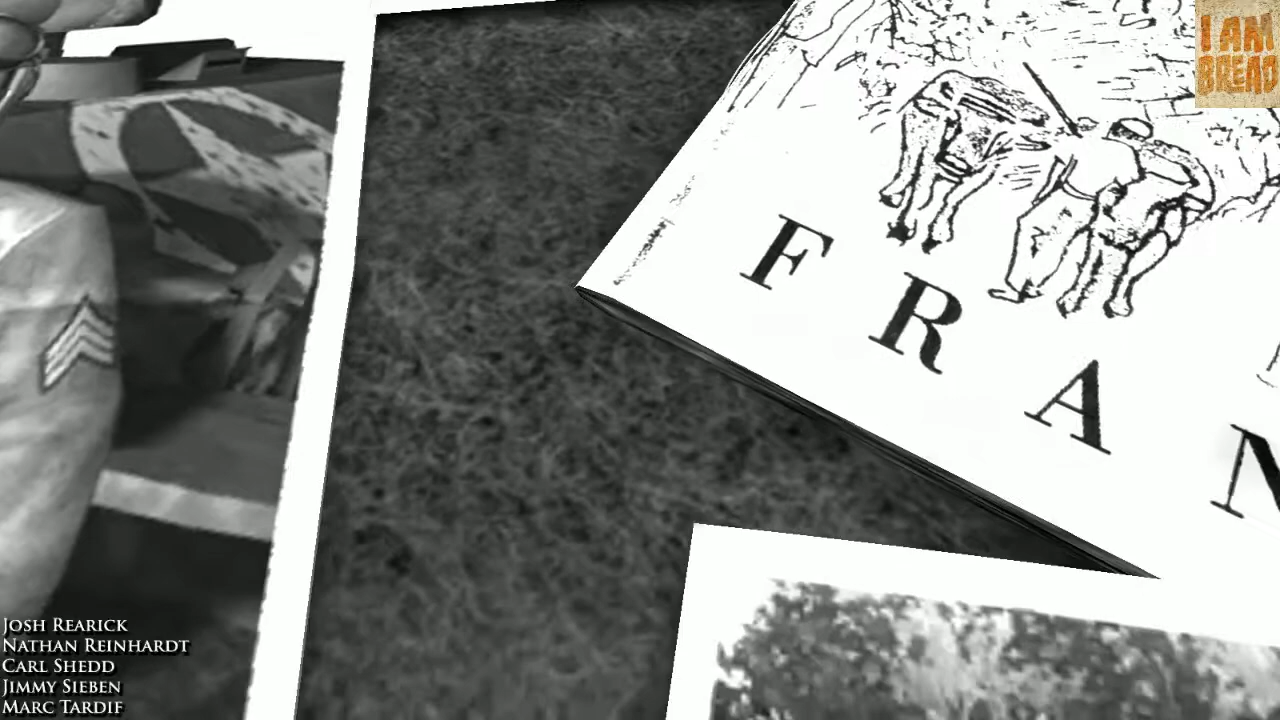 I AM
BREAD
FRAN
Josh Rearick
Nathan Reinhardt
Carl Shedd
Jimmy Sieben
Marc Tardif